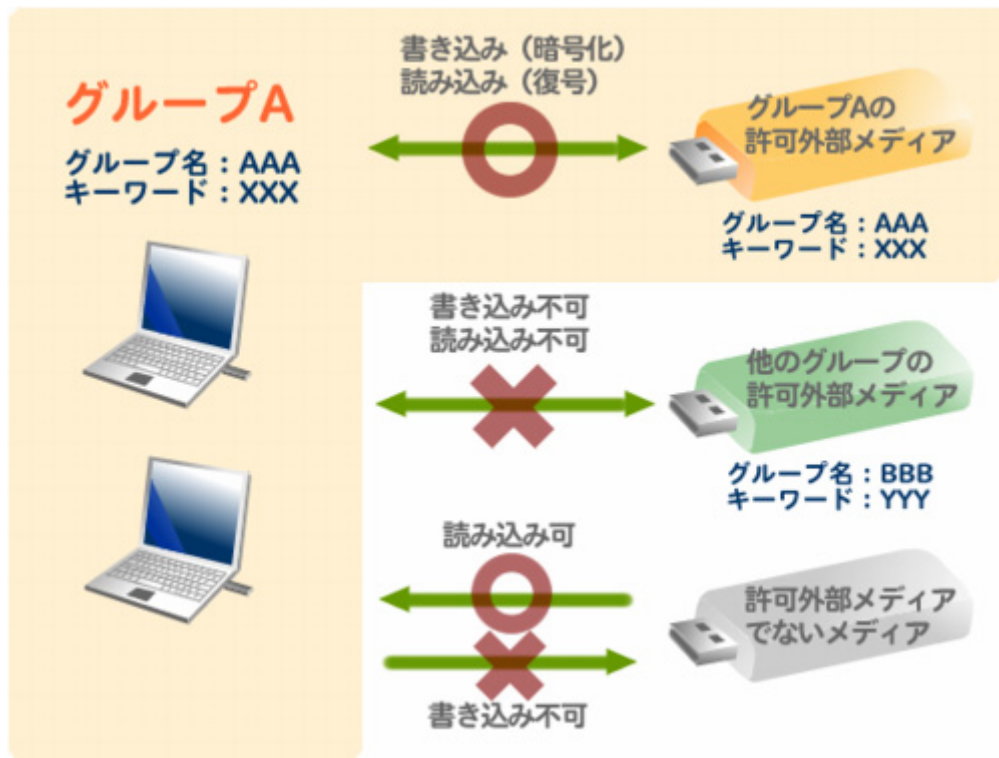 グループA
グループ名：AAA
キーワード：XXX
書き込み（暗号化）
読み込み（復号）
グループAの
許可外部メディア
グループ名：AAA
キーワード：XXX
書き込み不可
読み込み不可
他のグループの
許可外部メディア
グループ名：BBB
キーワード：YYY
読み込み可
許可外部メディア
でないメディア
書き込み不可